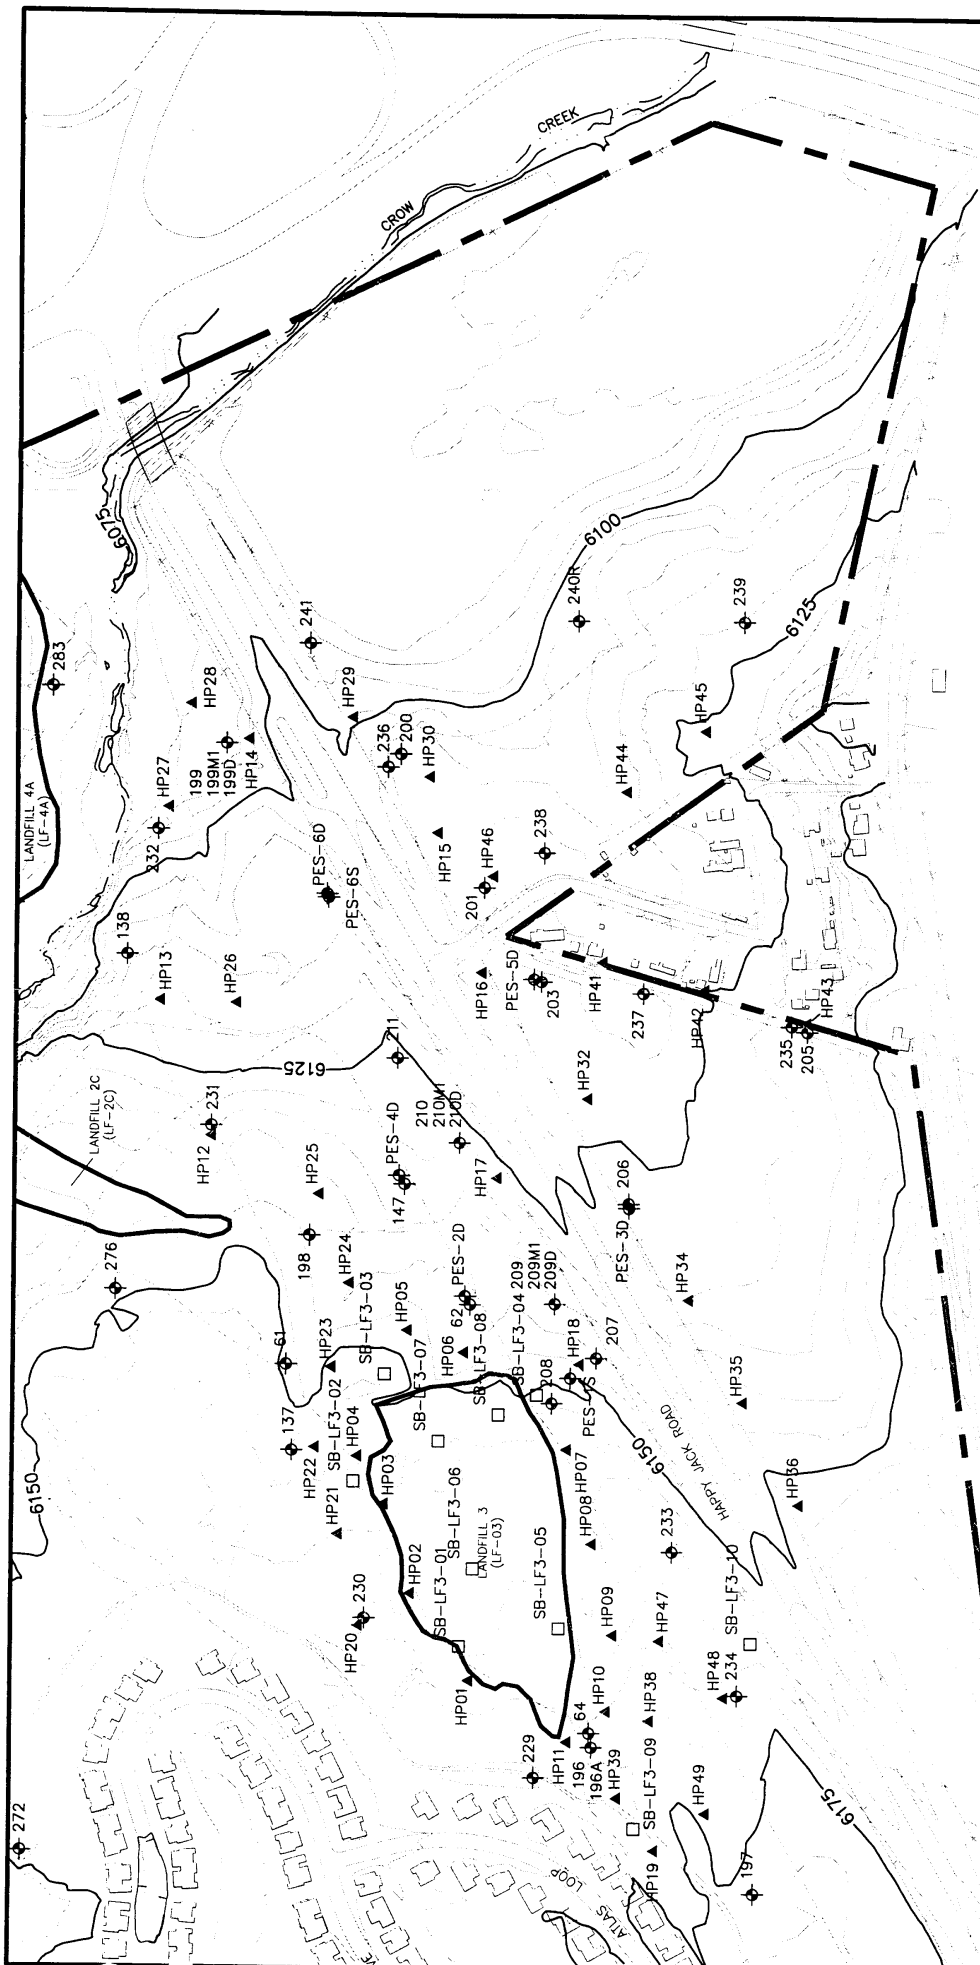 CREEK
CROW
6075
6100
LANDFILL 4A
(LF-4A)
283
HP28
241
240R
239
6125
HP27
199
199M1
199D
HP14
HP29
236
200
HP30
HP45
HP44
232
PES-6D
PES-6S
HP15
HP46
201
238
138
HP13
HP26
HP16
PES-5D
203
HP41
237
HP42
235
205
HP43
211
6125
LANDFILL 2C
(LF-2C)
HP12
231
HP25
PES-4D
147
210
210M1
210D
HP17
HP32
276
198
HP24
206
PES-3D
HP34
61
HP23
SB-LF3-03
HP05
PES-2D
62
HP06
SB-LF3-08
SB-LF3-04
209
209M1
209D
HP18
207
208
HP35
137
HP22
SB-LF3-02
HP04
SB-LF3-07
6150
HAPPY JACK ROAD
6150
HP21
HP03
HP07
HP08
HP36
SB-LF3-06
LANDFILL 3
(LF-03)
SB-LF3-05
HP02
SB-LF3-01
230
HP20
HP01
HP09
233
HP47
SB-LF3-10
HP48
234
HP10
HP38
64
229
HP11
196
196A
HP39
SB-LF3-09
HP49
6175
272
HP19
197
ATLAS
LOOP